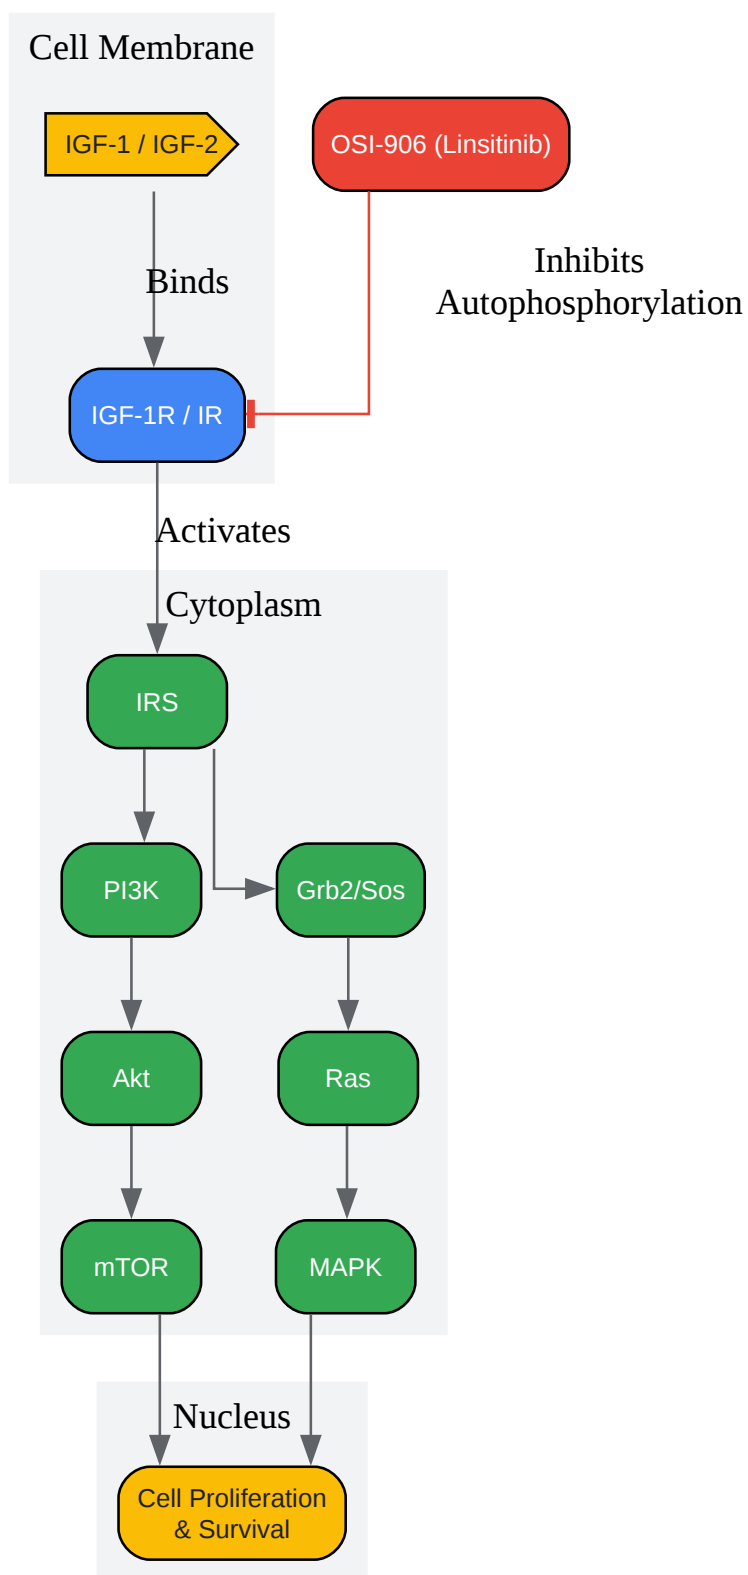 Cell Membrane
IGF-1 / IGF-2
OSI-906 (Linsitinib)
Inhibits
Autophosphorylation
Binds
IGF-1R / IR
Activates
Cytoplasm
IRS
PI3K
Grb2/Sos
Akt
Ras
mTOR
MAPK
Nucleus
Cell Proliferation
& Survival